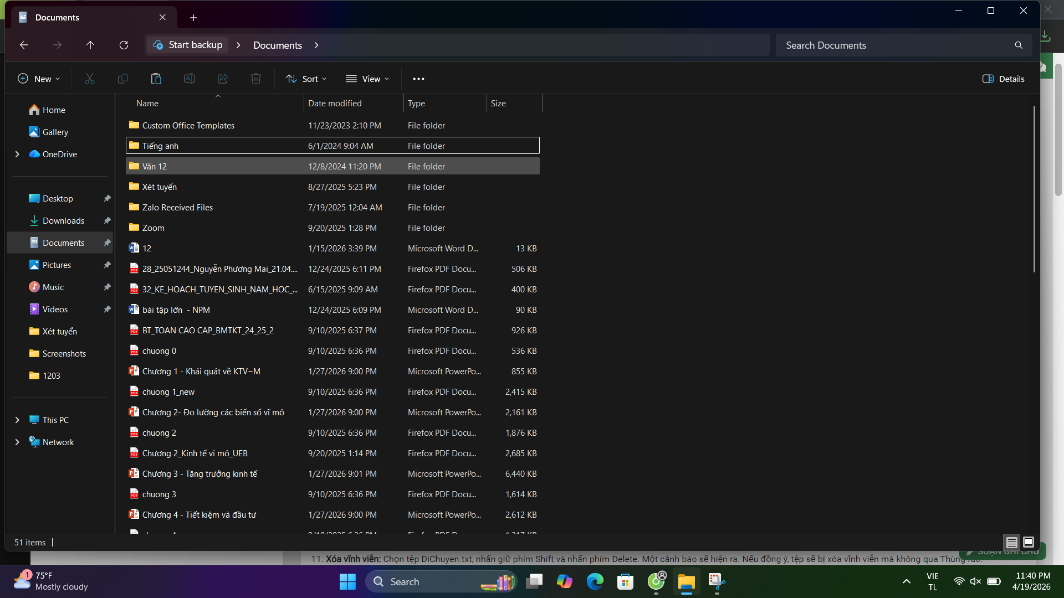 Documents
Start backup > Documents >
Search Documents
New
Sort
View
Details
Name Date modified Type Size
Home
Gallery
OneDrive
Desktop
Downloads
Documents
Pictures
Music
Videos
Xét tuyển
Screenshots
1203
This PC
Network
Custom Office Templates 11/23/2023 2:10 PM File folder
Tiếng anh 6/1/2024 9:04 AM File folder
Văn 12 12/8/2024 11:20 PM File folder
Xét tuyển 8/27/2025 5:23 PM File folder
Zalo Received Files 7/19/2025 12:04 AM File folder
Zoom 9/20/2025 1:28 PM File folder
12 1/15/2026 3:39 PM Microsoft Word D... 13 KB
28_25051244_Nguyễn Phương Mai_21.04.... 12/24/2025 6:11 PM Firefox PDF Docu... 506 KB
32_KE_HOACH_TUYEN_SINH_NAM_HOC_... 6/15/2025 9:09 AM Firefox PDF Docu... 400 KB
bài tập lớn - NPM 12/24/2025 6:09 PM Microsoft Word D... 90 KB
BT_TOAN CAO CAP_BMTKT_24_25_2 9/10/2025 6:37 PM Firefox PDF Docu... 926 KB
chuong 0 9/10/2025 6:36 PM Firefox PDF Docu... 536 KB
Chương 1 - Khái quát về KTV~M 1/27/2026 9:00 PM Microsoft PowerPo... 855 KB
chuong 1_new 9/10/2025 6:36 PM Firefox PDF Docu... 2,415 KB
Chương 2- Đo lường các biến số vĩ mô 1/27/2026 9:00 PM Microsoft PowerPo... 2,161 KB
chuong 2 9/10/2025 6:36 PM Firefox PDF Docu... 1,876 KB
Chương 2_Kinh tế vi mô_UEB 9/20/2025 1:14 PM Firefox PDF Docu... 2,685 KB
Chương 3 - Tăng trưởng kinh tế 1/27/2026 9:01 PM Microsoft PowerPo... 6,440 KB
chuong 3 9/10/2025 6:36 PM Firefox PDF Docu... 1,614 KB
Chương 4 - Tiết kiệm và đầu tư 1/27/2026 9:00 PM Microsoft PowerPo... 2,612 KB
51 items
11. Xóa vĩnh viễn: Chọn tệp DiChuyen.txt, nhấn giữ phím Shift và nhấn phím Delete. Một cảnh báo sẽ hiện ra. Nếu đồng ý, tệp sẽ bị xóa vĩnh viễn mà không qua Thùng
1
75°F
Mostly cloudy
Search
VIE
TL
11:40 PM
4/19/2026